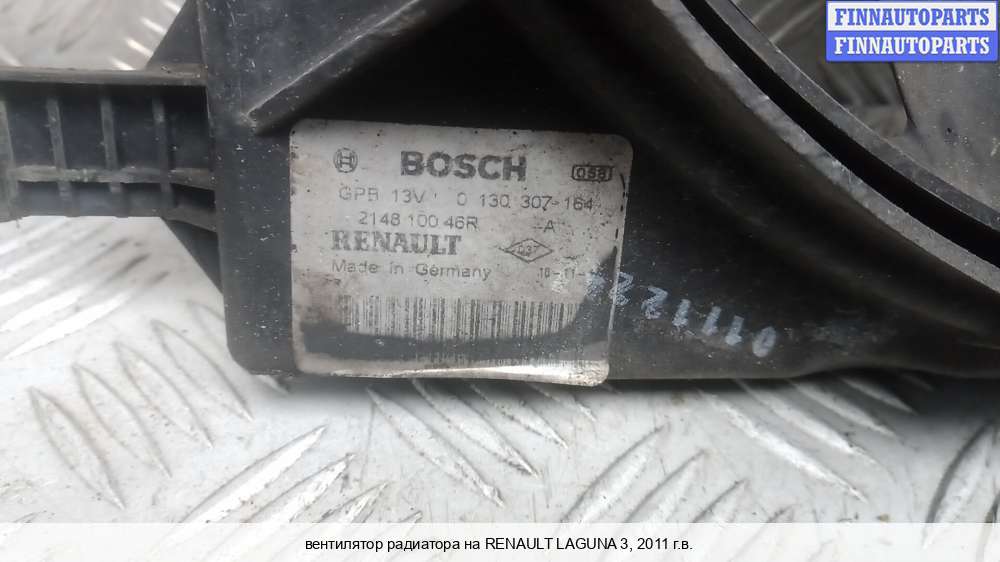 FINNAUTOPARTS
FINNAUTOPARTS
BOSCH
GPB 13V 0 130 307 164
2148 100 46R -A
RENAULT
Made in Germany
вентилятор радиатора на RENAULT LAGUNA 3, 2011 г.в.